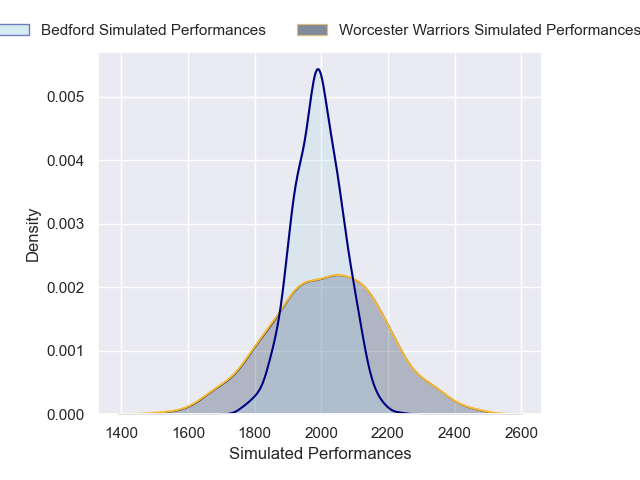 Bedford Simulated Performances Worcester Warriors Simulated Performances
0.005
0.004
0.003
0.002
0.001
0.000
Density
1400 1600 1800 2000 2200 2400 2600
Simulated Performances